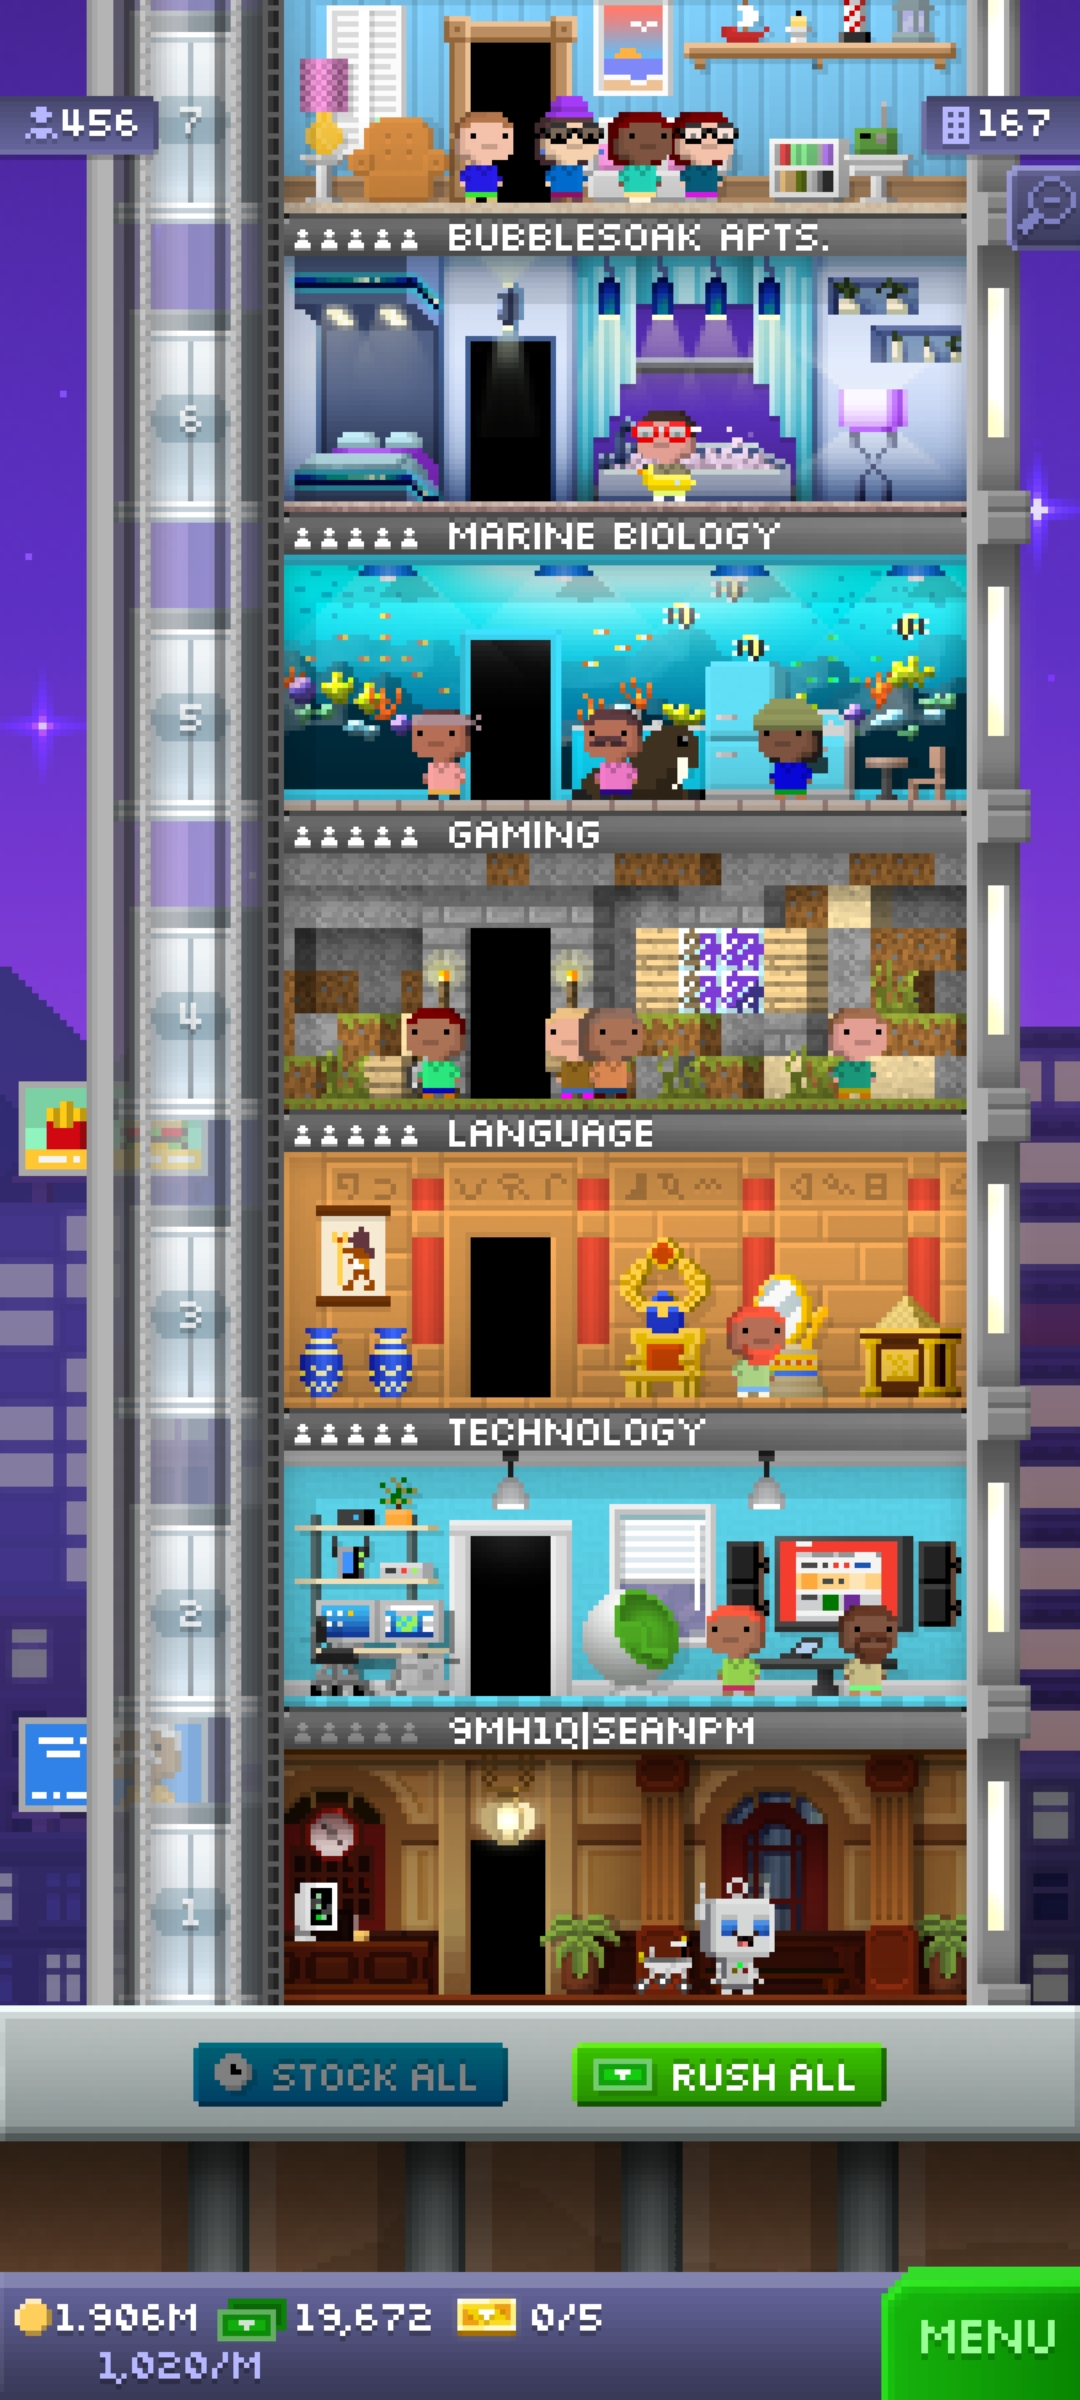 7
456
167
BUBBLESOAK APTS.
6
MARINE BIOLOGY
5
GAMING
4
LANGUAGE
3
TECHNOLOGY
2
9MH1Q|SEANPM
1
STOCK ALL
RUSH ALL
1.906M
19,672
0/5
1,020/M
MENU